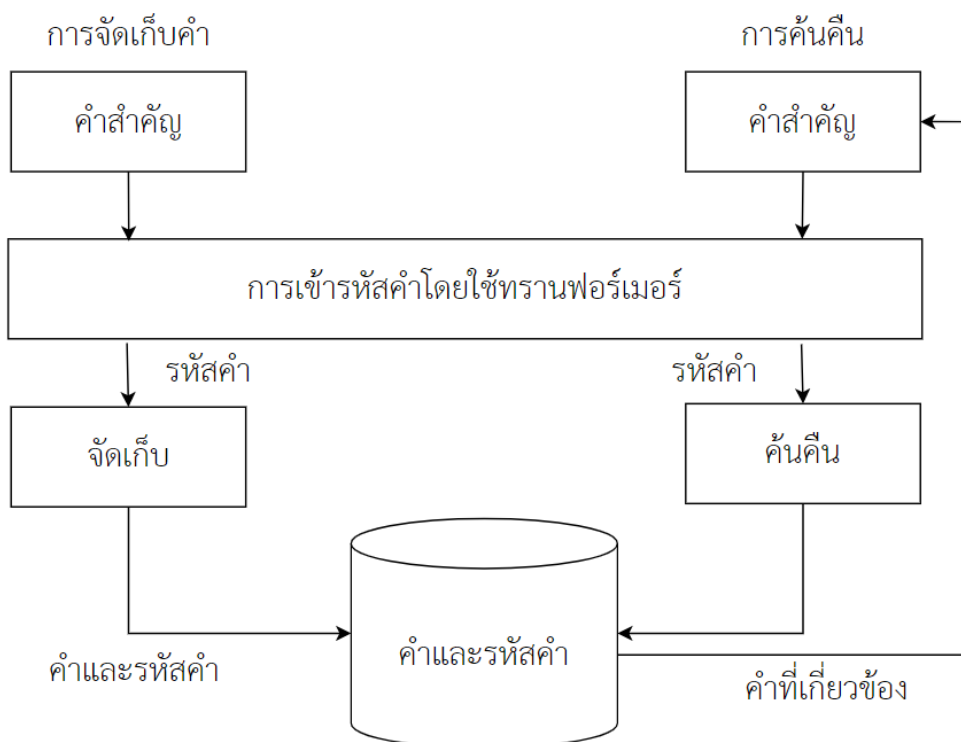 การจัดเก็บคำ
การค้นคืน
คำสำคัญ
คำสำคัญ
การเข้ารหัสคำโดยใช้ทรานฟอร์เมอร์
รหัสคำ
รหัสคำ
จัดเก็บ
ค้นคืน
คำและรหัสคำ
คำและรหัสคำ
คำที่เกี่ยวข้อง